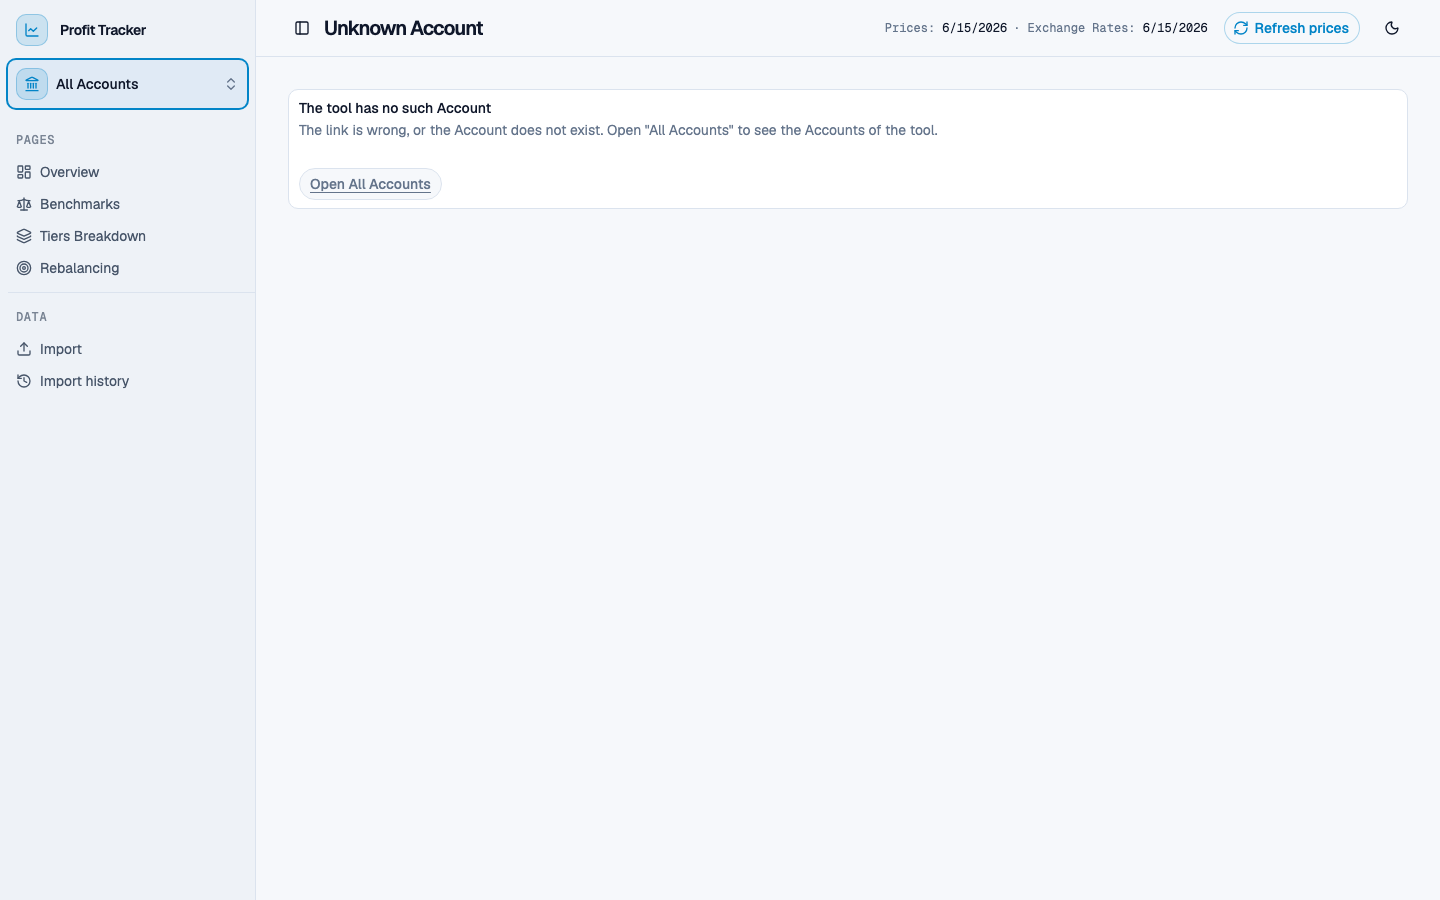 Profit Tracker
All Accounts
PAGES
Overview
Benchmarks
Tiers Breakdown
Rebalancing
DATA
Import
Import history
Unknown Account
Prices: 6/15/2026 · Exchange Rates: 6/15/2026
Refresh prices
The tool has no such Account
The link is wrong, or the Account does not exist. Open "All Accounts" to see the Accounts of the tool.
Open All Accounts